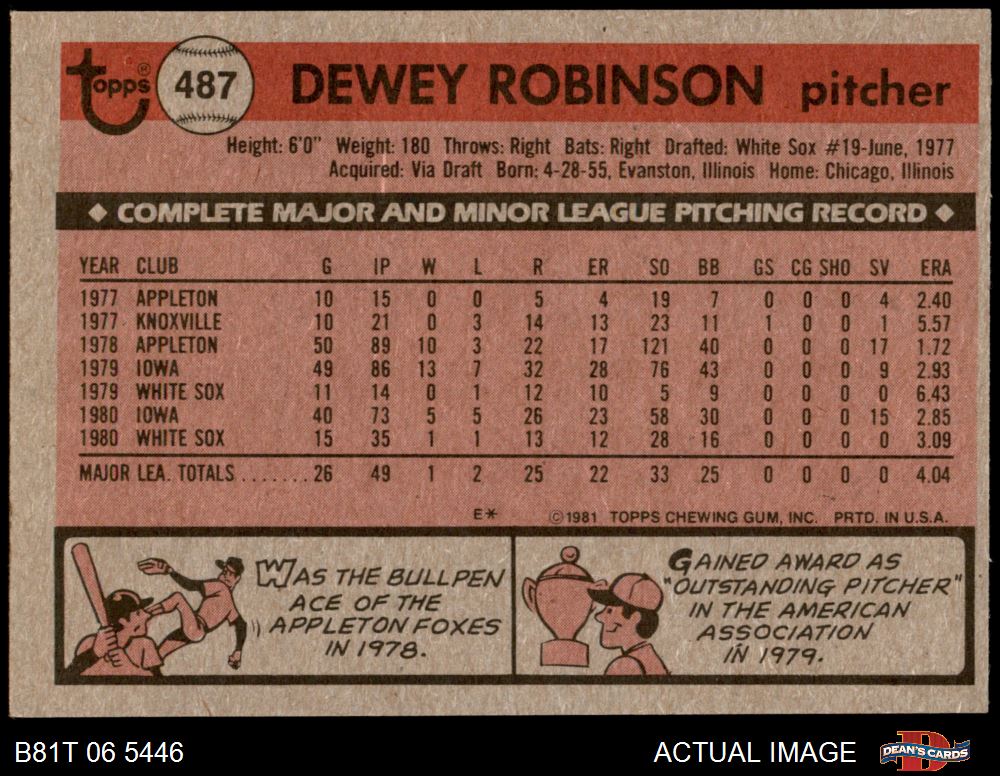 Topps® 487 DEWEY ROBINSON pitcher
Height: 6'0" Weight: 180 Throws: Right Bats: Right Drafted: White Sox #19-June, 1977
Acquired: Via Draft Born: 4-28-55, Evanston, Illinois Home: Chicago, Illinois
◆ COMPLETE MAJOR AND MINOR LEAGUE PITCHING RECORD ◆
YEAR CLUB G IP W L R ER SO BB GS CG SHO SV ERA
1977 APPLETON 10 15 0 0 5 4 19 7 0 0 0 4 2.40
1977 KNOXVILLE 10 21 0 3 14 13 23 11 1 0 0 1 5.57
1978 APPLETON 50 89 10 3 22 17 121 40 0 0 0 17 1.72
1979 IOWA 49 86 13 7 32 28 76 43 0 0 0 9 2.93
1979 WHITE SOX 11 14 0 1 12 10 5 9 0 0 0 0 6.43
1980 IOWA 40 73 5 5 26 23 58 30 0 0 0 15 2.85
1980 WHITE SOX 15 35 1 1 13 12 28 16 0 0 0 0 3.09
MAJOR LEA. TOTALS ....... 26 49 1 2 25 22 33 25 0 0 0 0 4.04
E* ©1981 TOPPS CHEWING GUM, INC. PRTD. IN U.S.A.
WAS THE BULLPEN
ACE OF THE
APPLETON FOXES
IN 1978.
GAINED AWARD AS
"OUTSTANDING PITCHER"
IN THE AMERICAN
ASSOCIATION
IN 1979.
B81T 06 5446 ACTUAL IMAGE DEAN'S CARDS